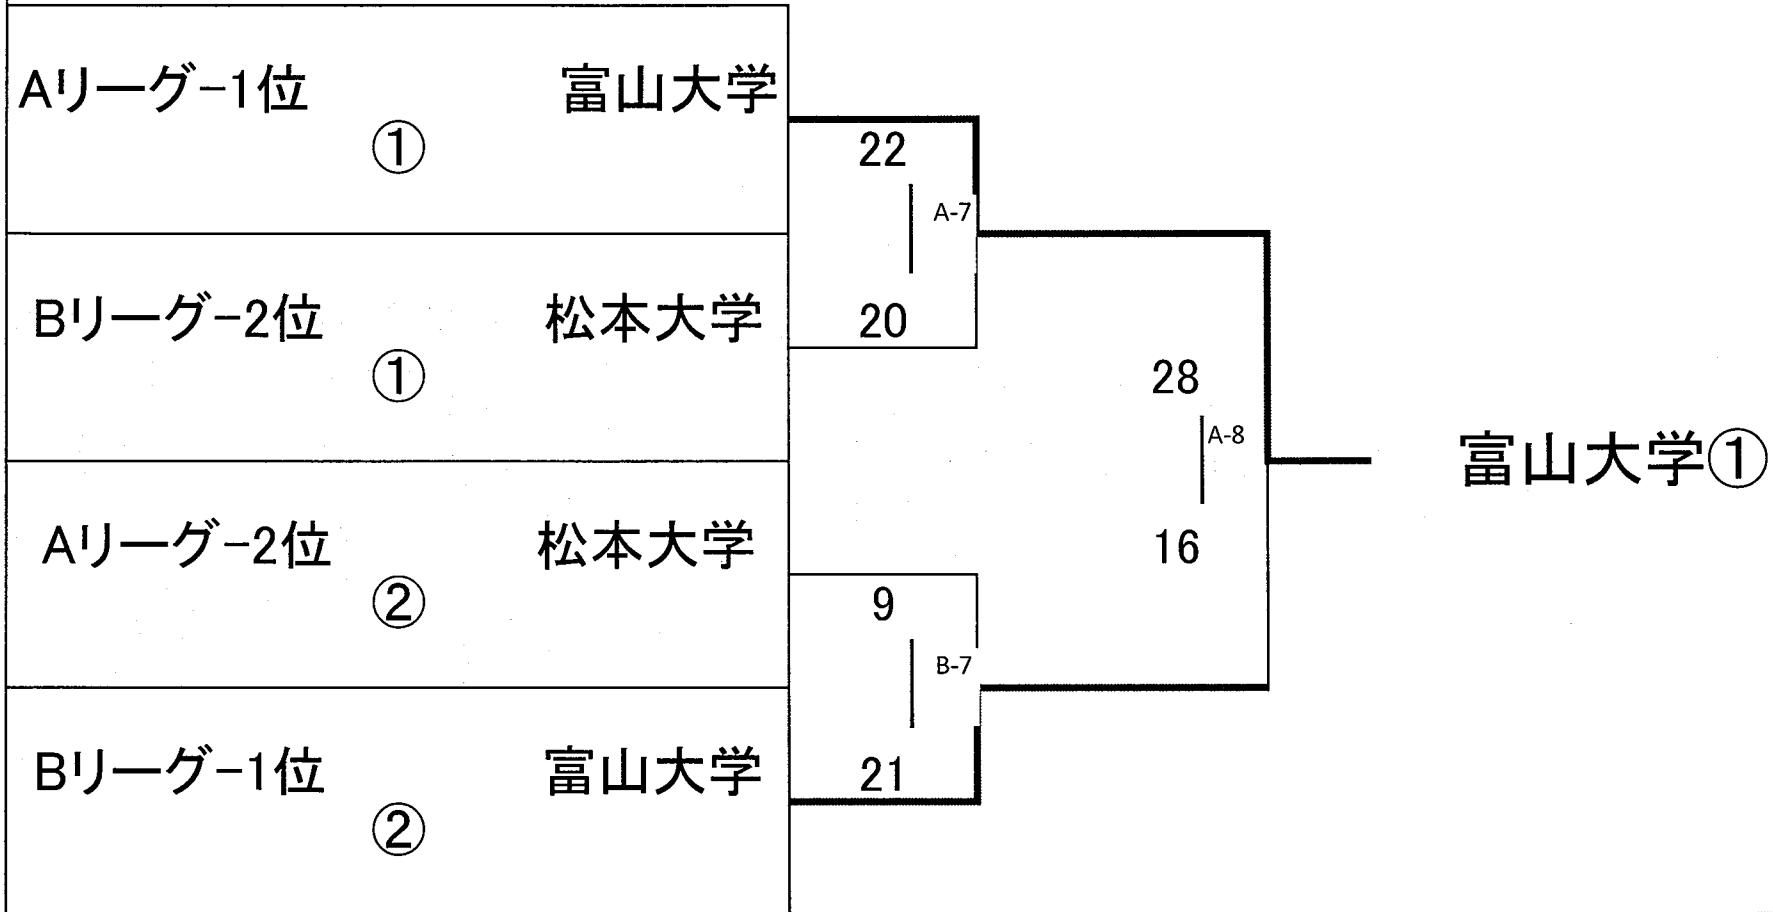 Aリーグ-1位 富山大学
①
22
A-7
Bリーグ-2位 松本大学
①
20
28
A-8
富山大学①
16
Aリーグ-2位 松本大学
②
9
B-7
Bリーグ-1位 富山大学
②
21